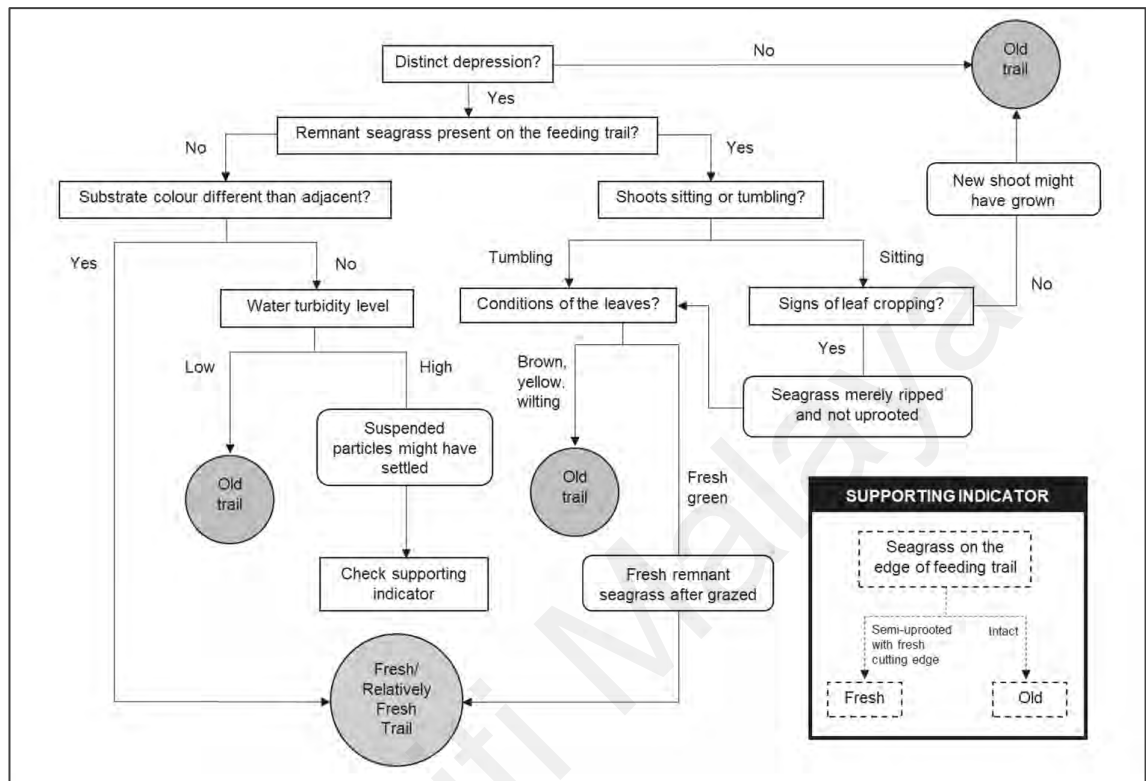 Distinct depression?
No
Old
trail
Yes
Remnant seagrass present on the feeding trail?
No
Yes
Substrate colour different than adjacent?
Shoots sitting or tumbling?
New shoot might
have grown
Yes
No
Tumbling
Sitting
No
Water turbidity level
Conditions of the leaves?
Signs of leaf cropping?
Low
High
Brown,
yellow,
wilting
Yes
Suspended
particles might have
settled
Seagrass merely ripped
and not uprooted
Old
trail
Old
trail
Fresh
green
Check supporting
indicator
Fresh remnant
seagrass after grazed
Fresh/
Relatively
Fresh
Trail
SUPPORTING INDICATOR
Seagrass on the
edge of feeding trail
Semi-uprooted
with fresh
cutting edge
Intact
Fresh
Old
iti Malaya